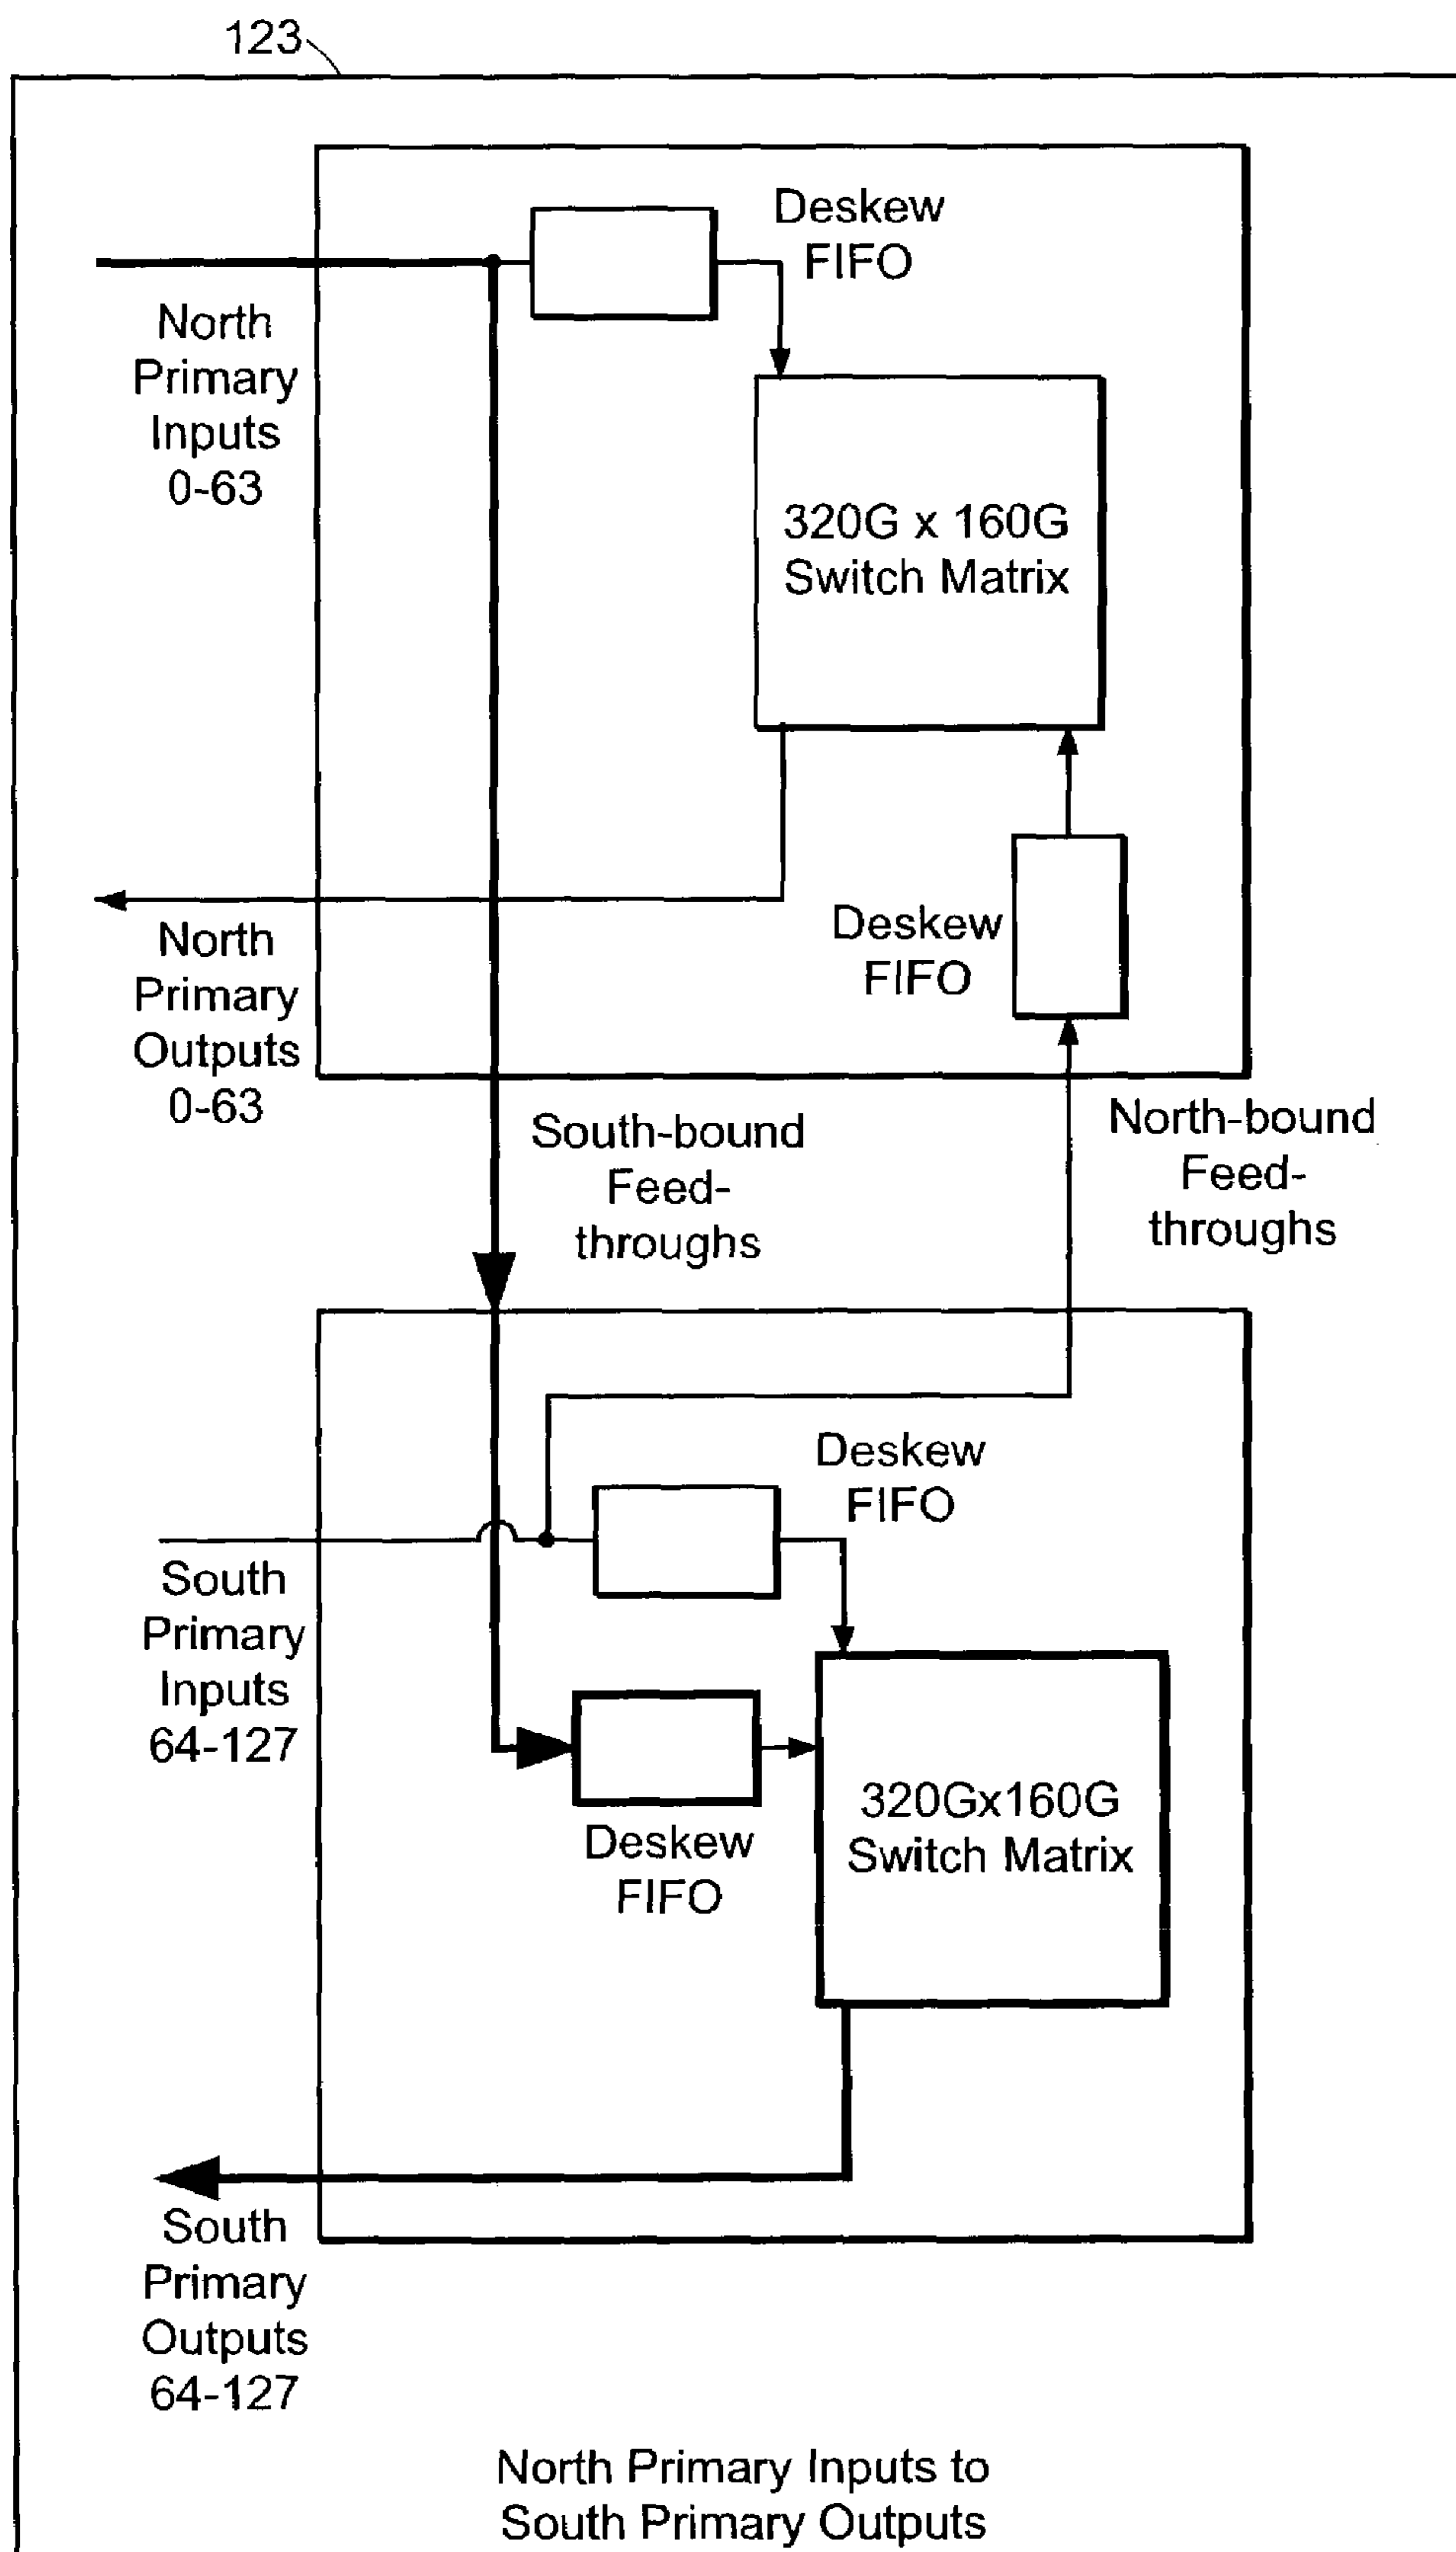 123
Deskew
FIFO
North
Primary
Inputs
0-63
320G x 160G
Switch Matrix
Deskew
FIFO
North
Primary
Outputs
0-63
South-bound
Feed-
throughs
North-bound
Feed-
throughs
Deskew
FIFO
South
Primary
Inputs
64-127
320Gx160G
Switch Matrix
Deskew
FIFO
South
Primary
Outputs
64-127
North Primary Inputs to
South Primary Outputs